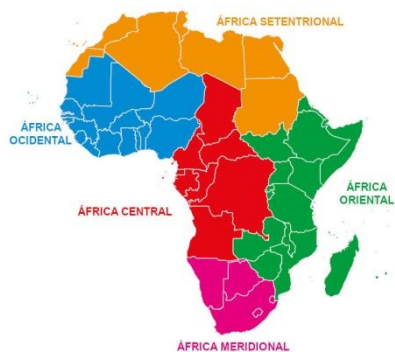 ÁFRICA SETENTRIONAL
ÁFRICA
OCIDENTAL
ÁFRICA
ORIENTAL
ÁFRICA CENTRAL
ÁFRICA MERIDIONAL